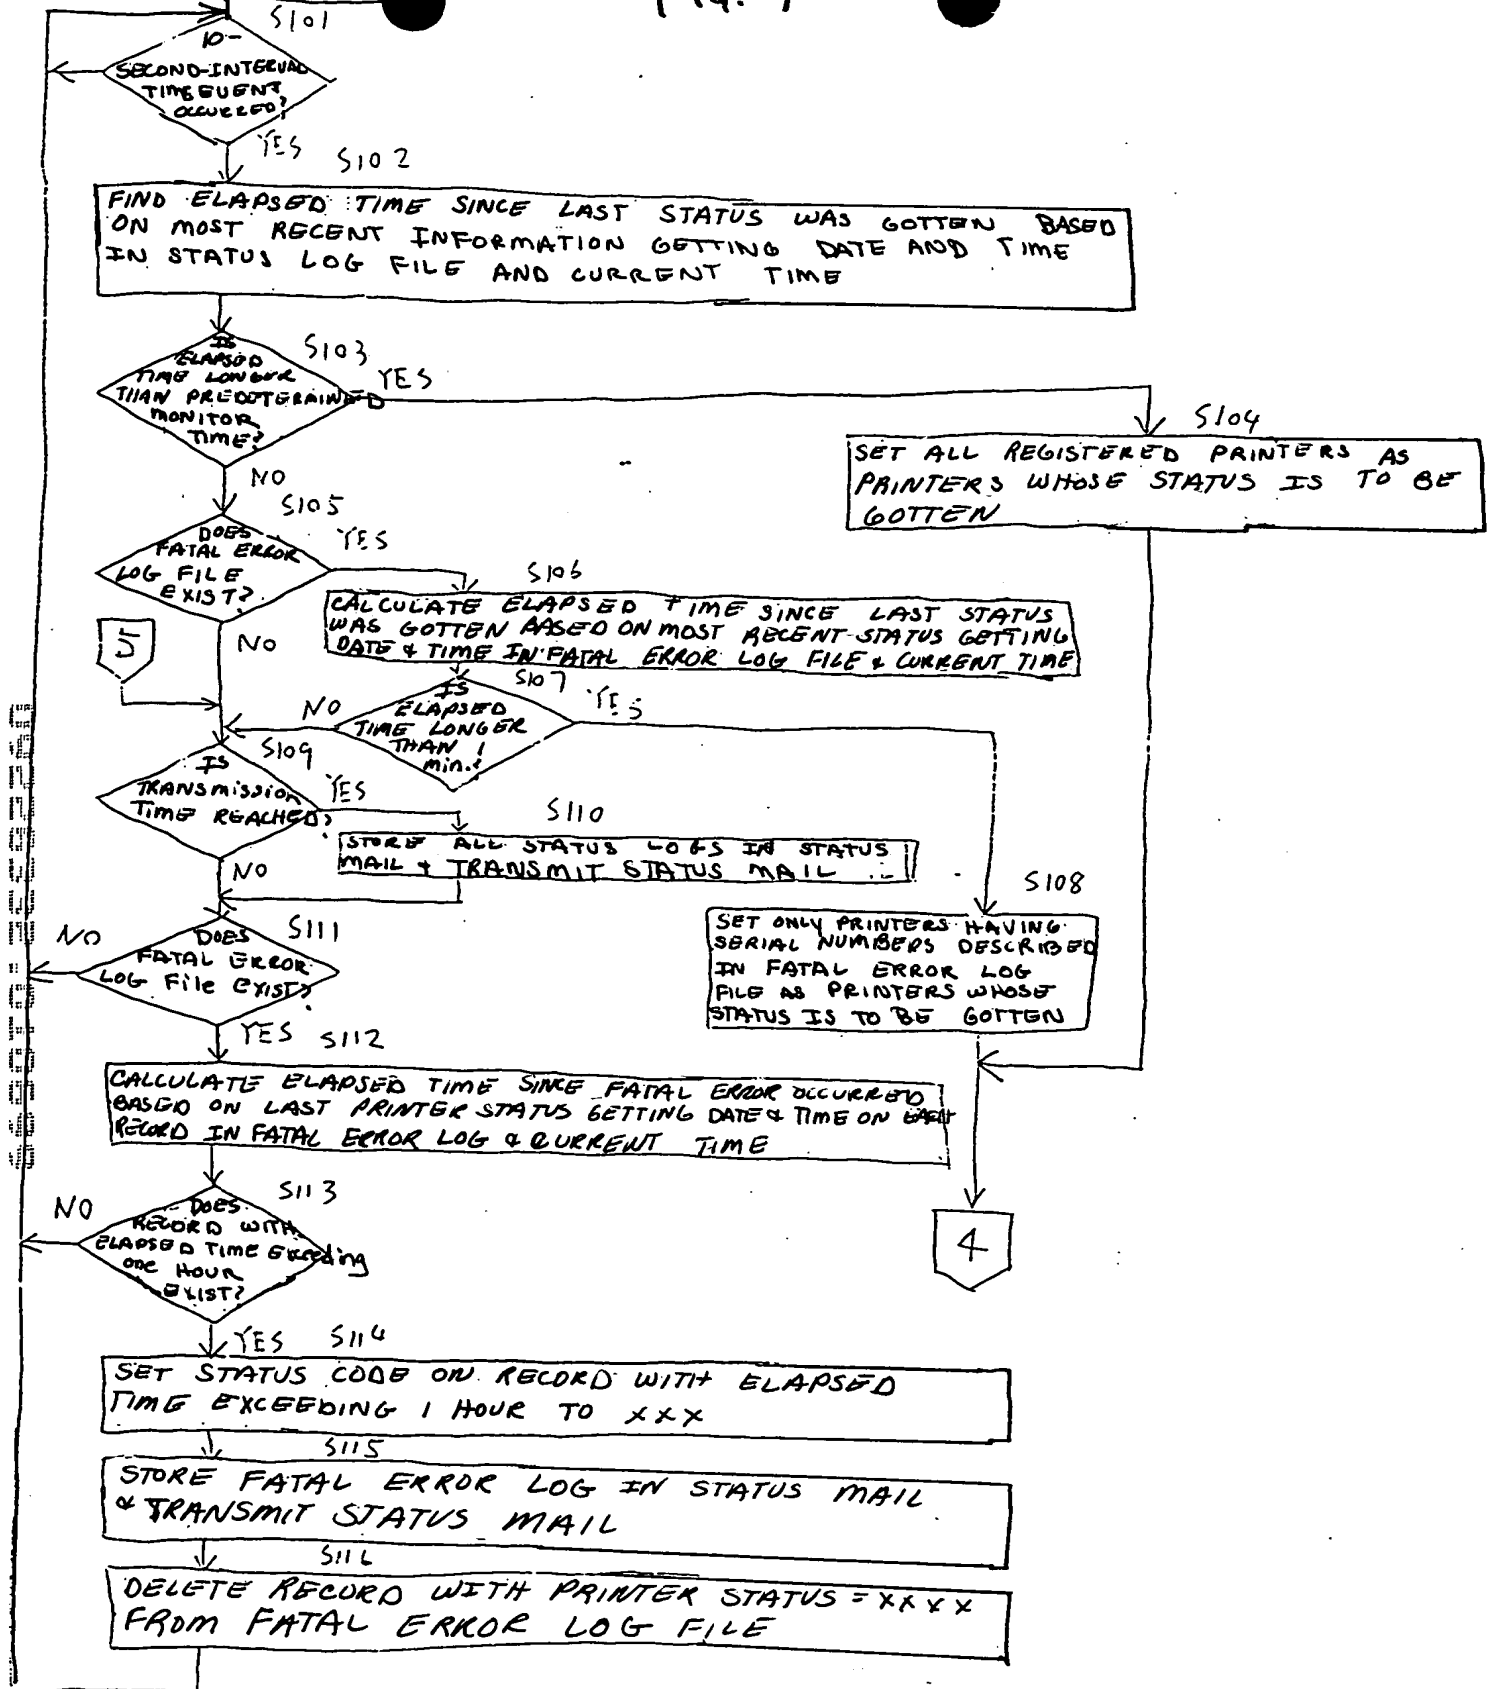 FIG. 7
S101
10-
SECOND-INTERVAL
TIME EVENT
OCCURRED?
YES
S102
FIND ELAPSED TIME SINCE LAST STATUS WAS GOTTEN BASED
ON MOST RECENT INFORMATION GETTING DATE AND TIME
IN STATUS LOG FILE AND CURRENT TIME
S103
IS
ELAPSED
TIME LONGER
THAN PREDETERMINED
MONITOR
TIME?
YES
NO
S104
SET ALL REGISTERED PRINTERS AS
PRINTERS WHOSE STATUS IS TO BE
GOTTEN
S105
DOES
FATAL ERROR
LOG FILE
EXIST?
YES
NO
5
S106
CALCULATE ELAPSED TIME SINCE LAST STATUS
WAS GOTTEN BASED ON MOST RECENT STATUS GETTING
DATE & TIME IN FATAL ERROR LOG FILE & CURRENT TIME
S107
IS
ELAPSED
TIME LONGER
THAN 1
min.?
NO
YES
S109
IS
TRANSmission
TIME REACHED?
YES
NO
S110
STORE ALL STATUS LOGS IN STATUS
MAIL & TRANSMIT STATUS MAIL
S108
SET ONLY PRINTERS HAVING
SERIAL NUMBERS DESCRIBED
IN FATAL ERROR LOG
FILE AS PRINTERS WHOSE
STATUS IS TO BE GOTTEN
S111
DOES
FATAL ERROR
LOG File EXIST?
NO
YES
S112
CALCULATE ELAPSED TIME SINCE FATAL ERROR OCCURRED
BASED ON LAST PRINTER STATUS GETTING DATE & TIME ON EACH
RECORD IN FATAL ERROR LOG & CURRENT TIME
4
S113
DOES
RECORD WITH
ELAPSED TIME Exceeding
one HOUR
EXIST?
NO
YES
S114
SET STATUS CODE ON RECORD WITH ELAPSED
TIME EXCEEDING 1 HOUR TO XXX
S115
STORE FATAL ERROR LOG IN STATUS MAIL
& TRANSMIT STATUS MAIL
S116
DELETE RECORD WITH PRINTER STATUS = XXXX
FROM FATAL ERROR LOG FILE